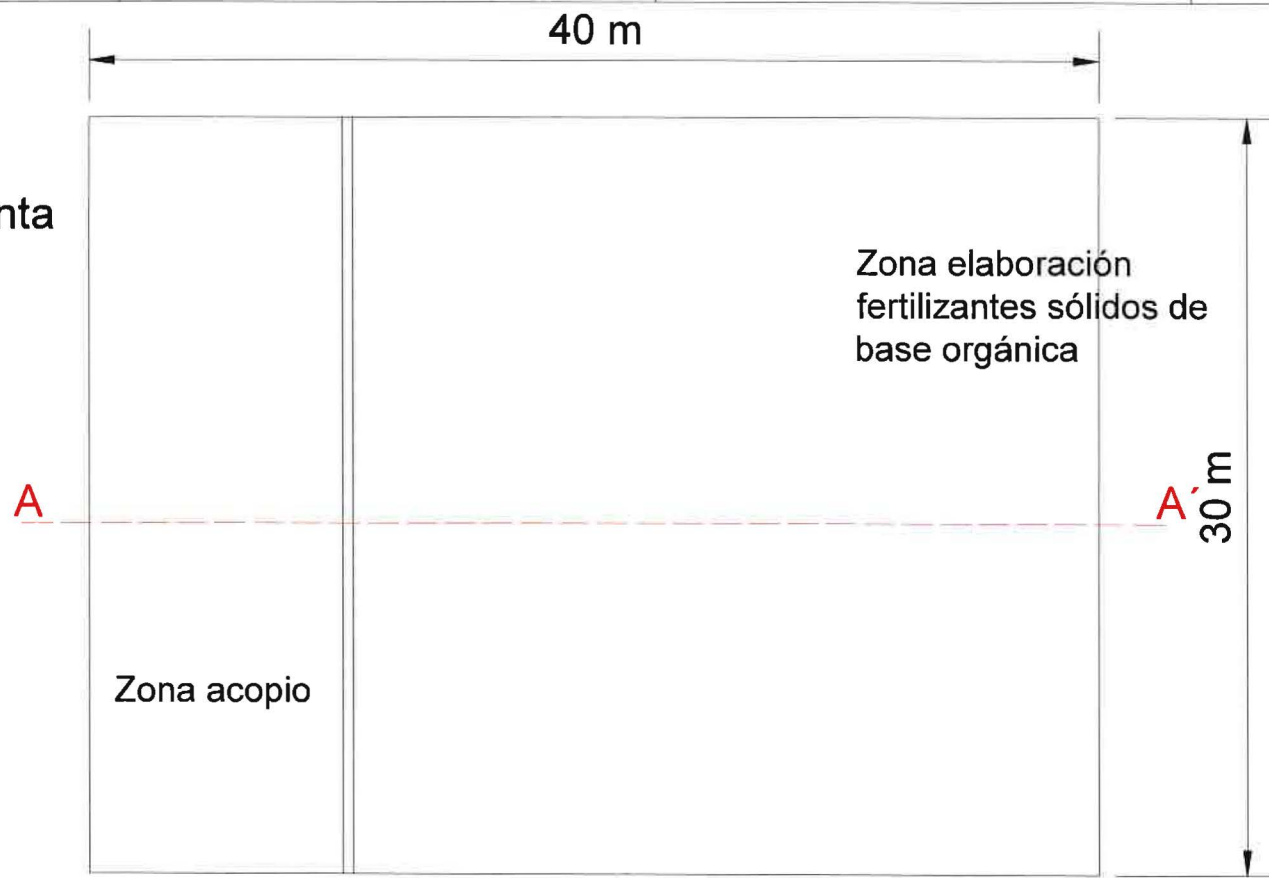 40 m
nta
Zona elaboración
fertilizantes sólidos de
base orgánica
A
A´
30 m
Zona acopio